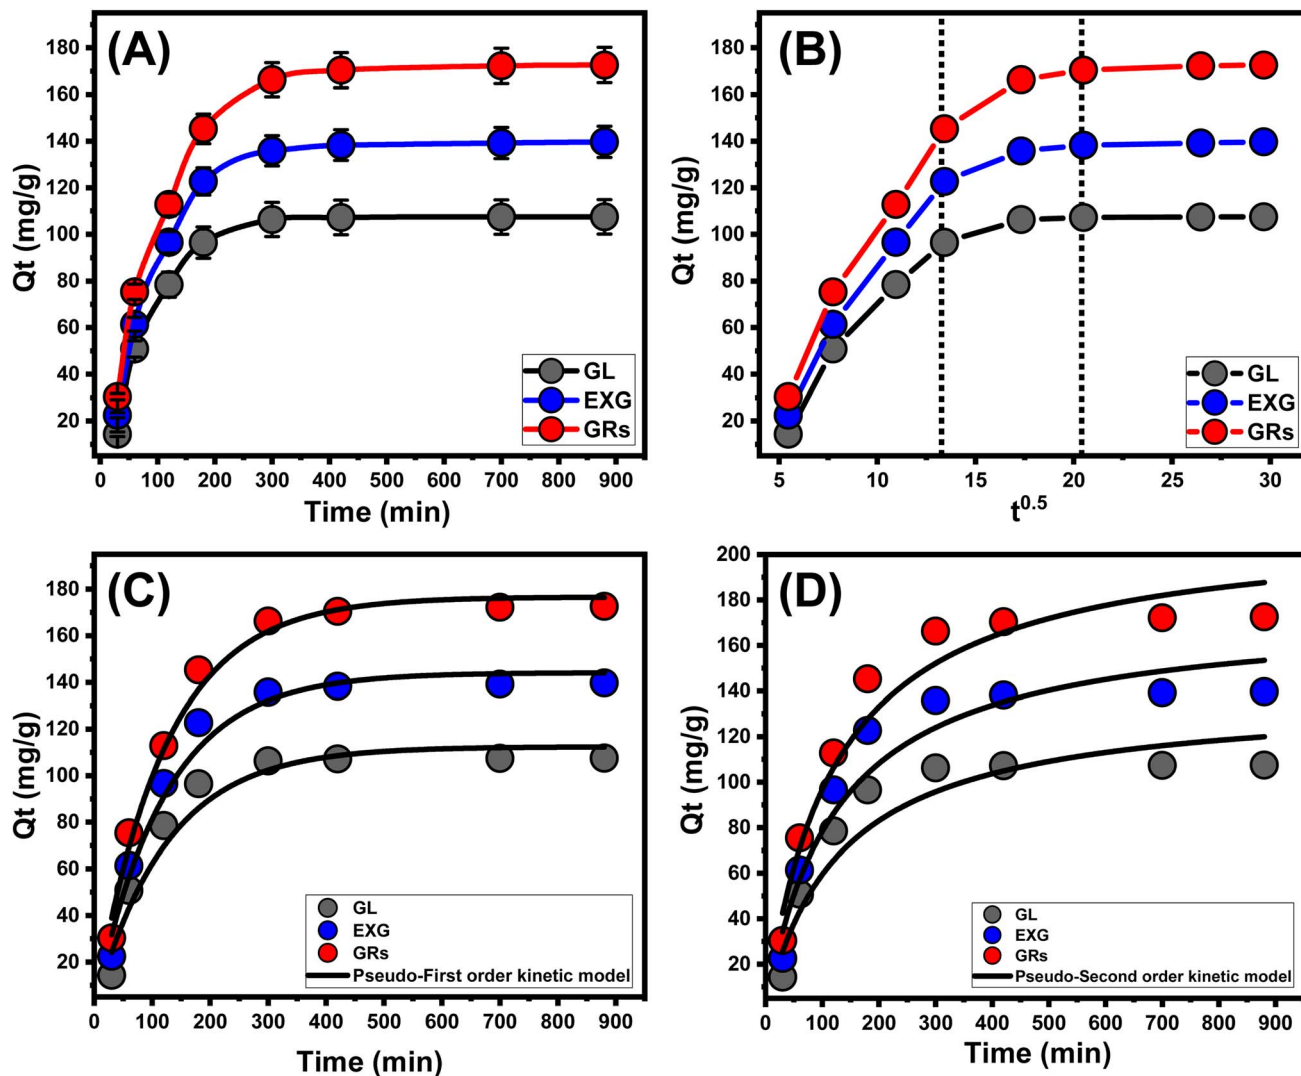 (A)
Qt (mg/g)
180
160
140
120
100
80
60
40
20
0 100 200 300 400 500 600 700 800 900
Time (min)
GL
EXG
GRs
(B)
Qt (mg/g)
180
160
140
120
100
80
60
40
20
5 10 15 20 25 30
t^0.5
GL
EXG
GRs
(C)
Qt (mg/g)
180
160
140
120
100
80
60
40
20
0 100 200 300 400 500 600 700 800 900
Time (min)
GL
EXG
GRs
Pseudo-First order kinetic model
(D)
Qt (mg/g)
200
180
160
140
120
100
80
60
40
20
0 100 200 300 400 500 600 700 800 900
Time (min)
GL
EXG
GRs
Pseudo-Second order kinetic model